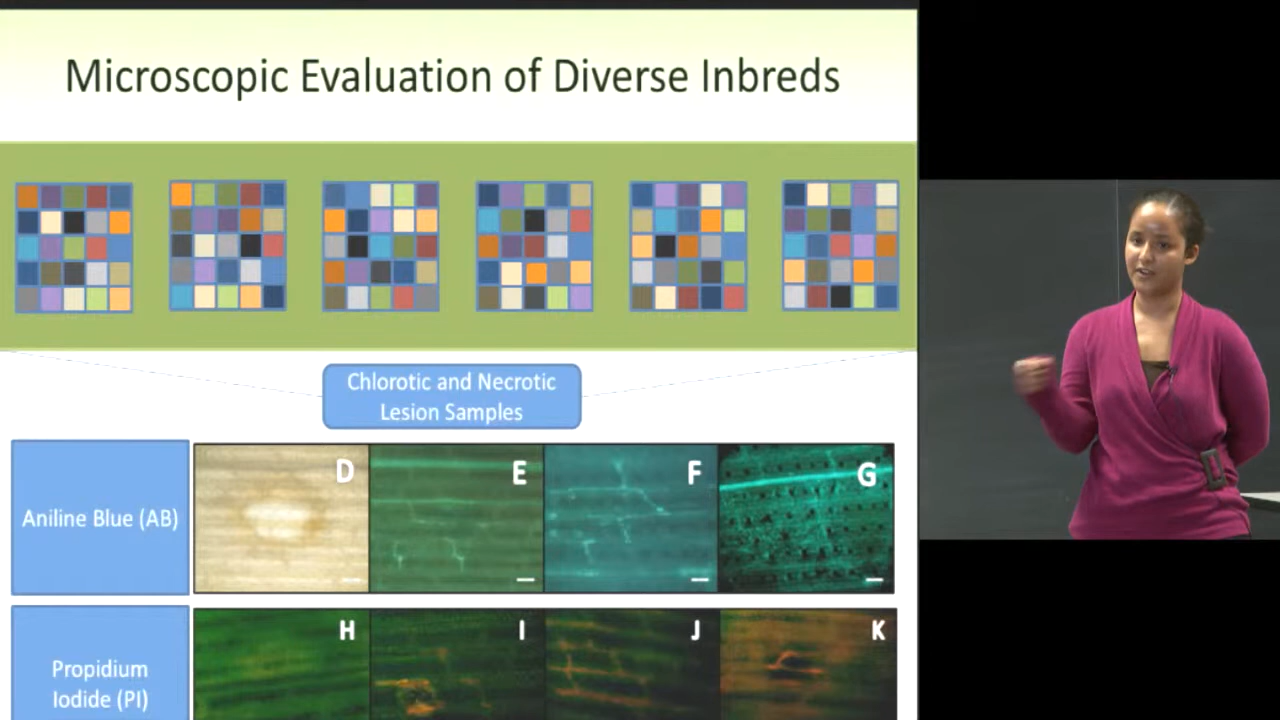 Microscopic Evaluation of Diverse Inbreds
Chlorotic and Necrotic
Lesion Samples
Aniline Blue (AB)
D
E
F
G
Propidium
Iodide (PI)
H
I
J
K